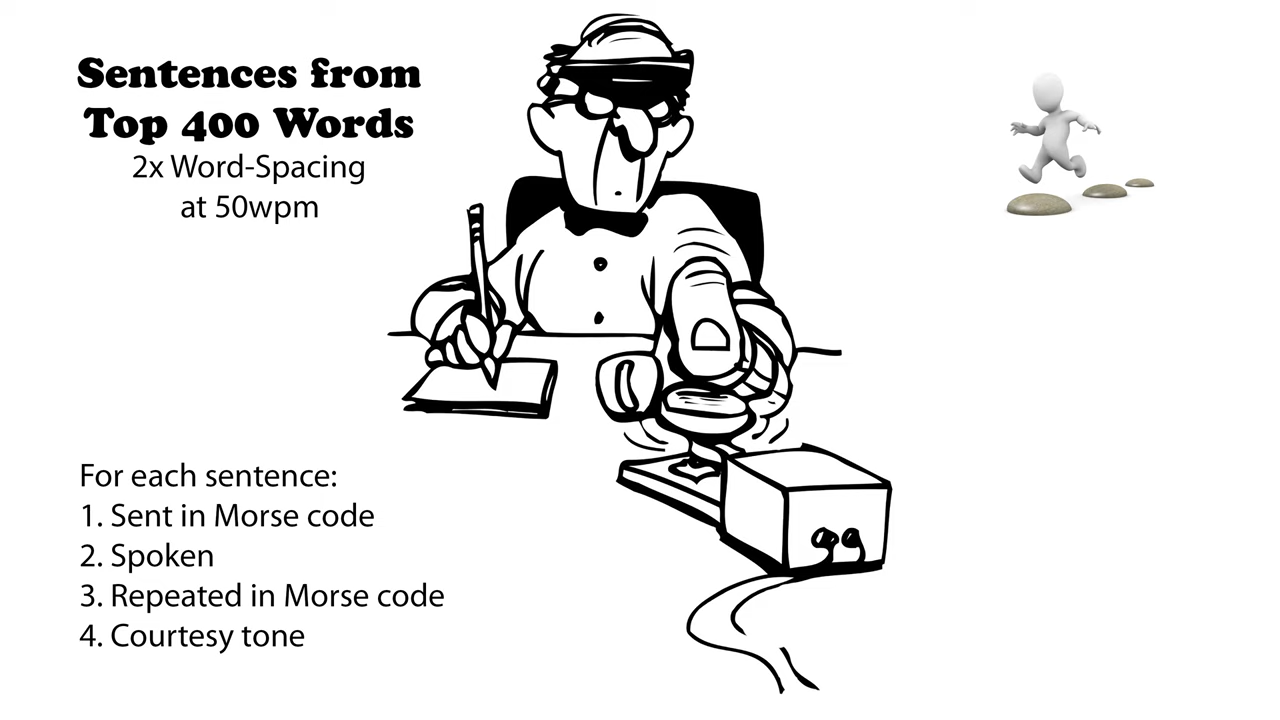 Sentences from
Top 400 Words
2x Word-Spacing
at 50wpm
For each sentence:
1. Sent in Morse code
2. Spoken
3. Repeated in Morse code
4. Courtesy tone